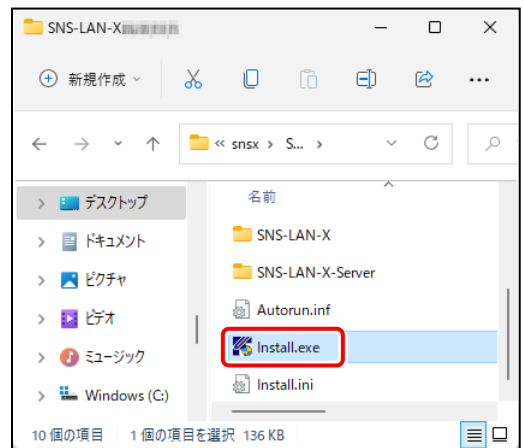 SNS-LAN-X
新規作成
« snsx › S... ›
デスクトップ
ドキュメント
ピクチャ
ビデオ
ミュージック
Windows (C:)
名前
SNS-LAN-X
SNS-LAN-X-Server
Autorun.inf
Install.exe
Install.ini
10 個の項目 1 個の項目を選択 136 KB